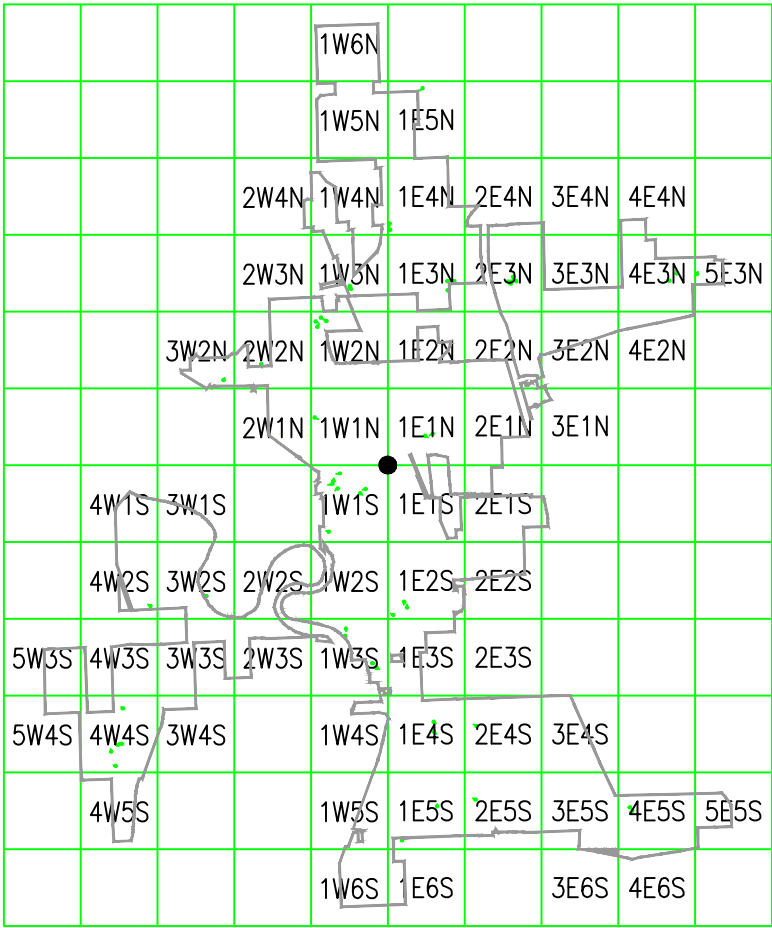 1W6N
1W5N 1E5N
2W4N 1W4N 1E4N 2E4N 3E4N 4E4N
2W3N 1W3N 1E3N 2E3N 3E3N 4E3N 5E3N
3W2N 2W2N 1W2N 1E2N 2E2N 3E2N 4E2N
2W1N 1W1N 1E1N 2E1N 3E1N
4W1S 3W1S 1W1S 1E1S 2E1S
4W2S 3W2S 2W2S 1W2S 1E2S 2E2S
5W3S 4W3S 3W3S 2W3S 1W3S 1E3S 2E3S
5W4S 4W4S 3W4S 1W4S 1E4S 2E4S 3E4S
4W5S 1W5S 1E5S 2E5S 3E5S 4E5S 5E5S
1W6S 1E6S 3E6S 4E6S